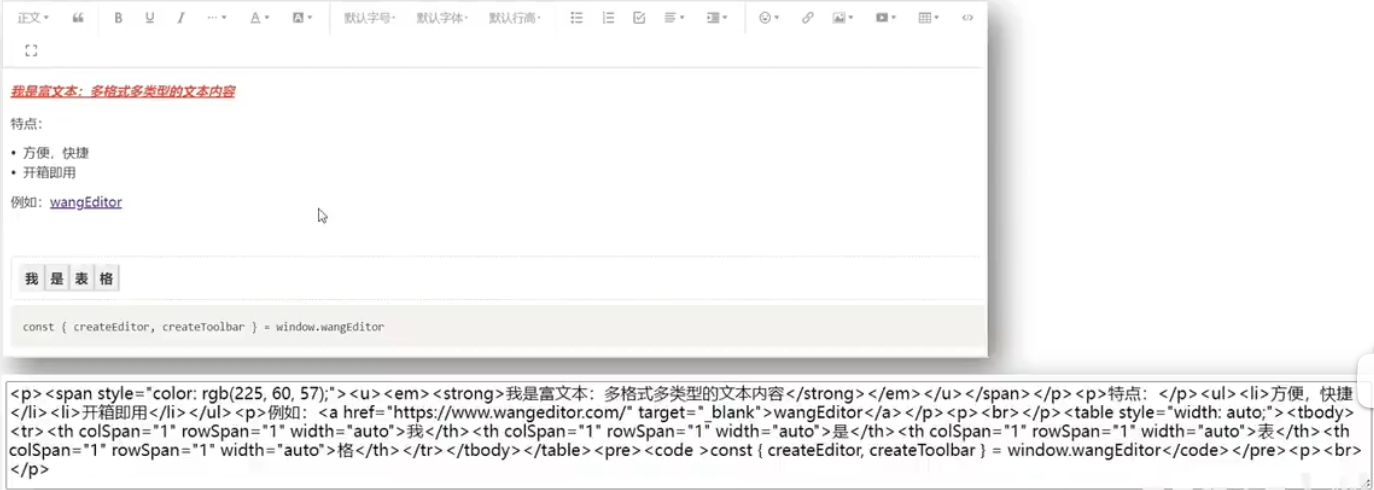 正文 B U I ... A A 默认字号 默认字体 默认行高
我是富文本：多格式多类型的文本内容
特点：
• 方便，快捷
• 开箱即用
例如：wangEditor
我 是 表 格
const { createEditor, createToolbar } = window.wangEditor
<p><span style="color: rgb(225, 60, 57);"><u><em><strong>我是富文本：多格式多类型的文本内容</strong></em></u></span></p><p>特点：</p><ul><li>方便，快捷
</li><li>开箱即用</li></ul><p>例如：<a href="https://www.wangeditor.com/" target="_blank">wangEditor</a></p><p><br></p><table style="width: auto;"><tbody>
<tr><th colSpan="1" rowSpan="1" width="auto">我</th><th colSpan="1" rowSpan="1" width="auto">是</th><th colSpan="1" rowSpan="1" width="auto">表</th><th
colSpan="1" rowSpan="1" width="auto">格</th></tr></tbody></table><pre><code >const { createEditor, createToolbar } = window.wangEditor</code></pre><p><br>
</p>